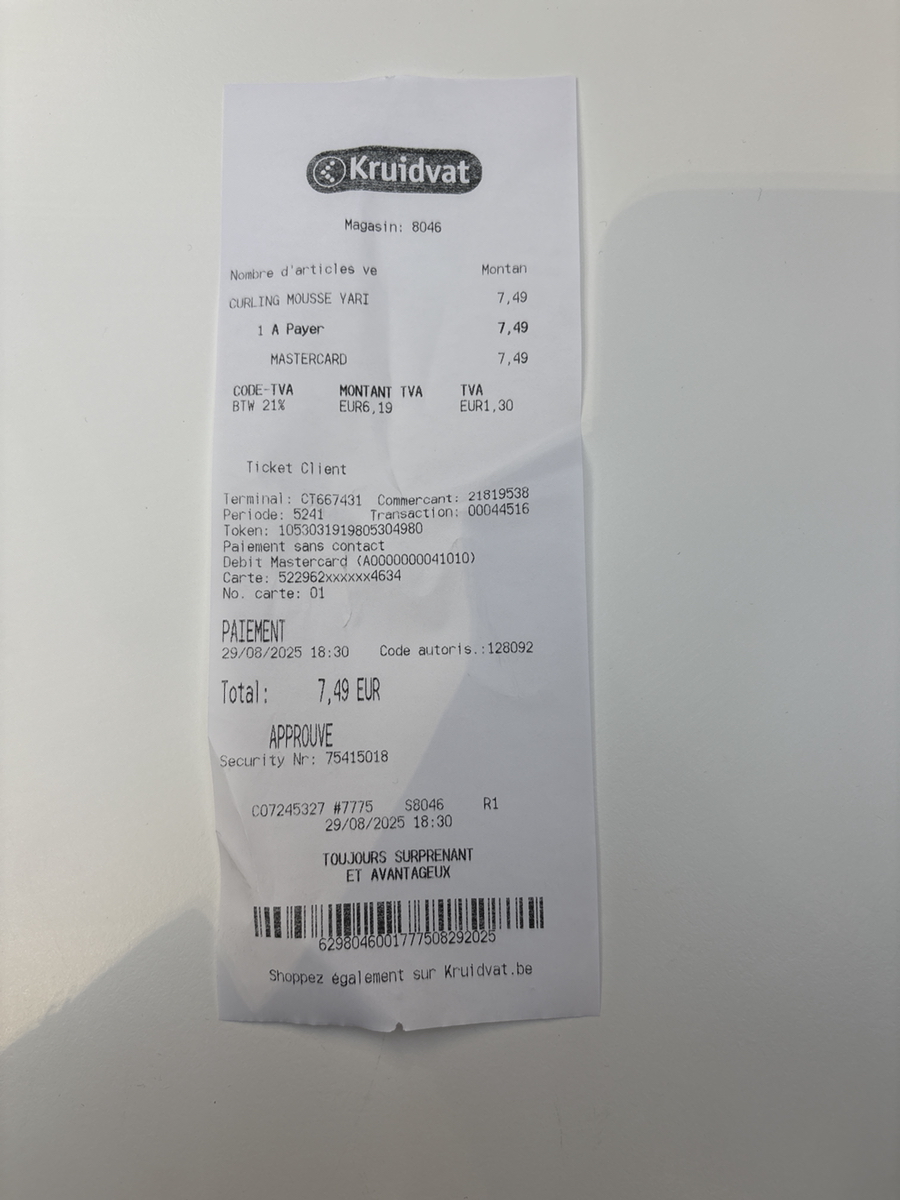 Kruidvat
Magasin: 8046
Nombre d'articles ve Montan
CURLING MOUSSE YARI 7,49
1 A Payer 7,49
MASTERCARD 7,49
CODE-TVA MONTANT TVA TVA
BTW 21% EUR6,19 EUR1,30
Ticket Client
Terminal: CT667431 Commercant: 21819538
Periode: 5241 Transaction: 00044516
Token: 1053031919805304980
Paiement sans contact
Debit Mastercard (A0000000041010)
Carte: 522962xxxxxx4634
No. carte: 01
PAIEMENT
29/08/2025 18:30 Code autoris.:128092
Total: 7,49 EUR
APPROUVE
Security Nr: 75415018
C07245327 #7775 S8046 R1
29/08/2025 18:30
TOUJOURS SURPRENANT
ET AVANTAGEUX
6298046001777508292025
Shoppez également sur Kruidvat.be